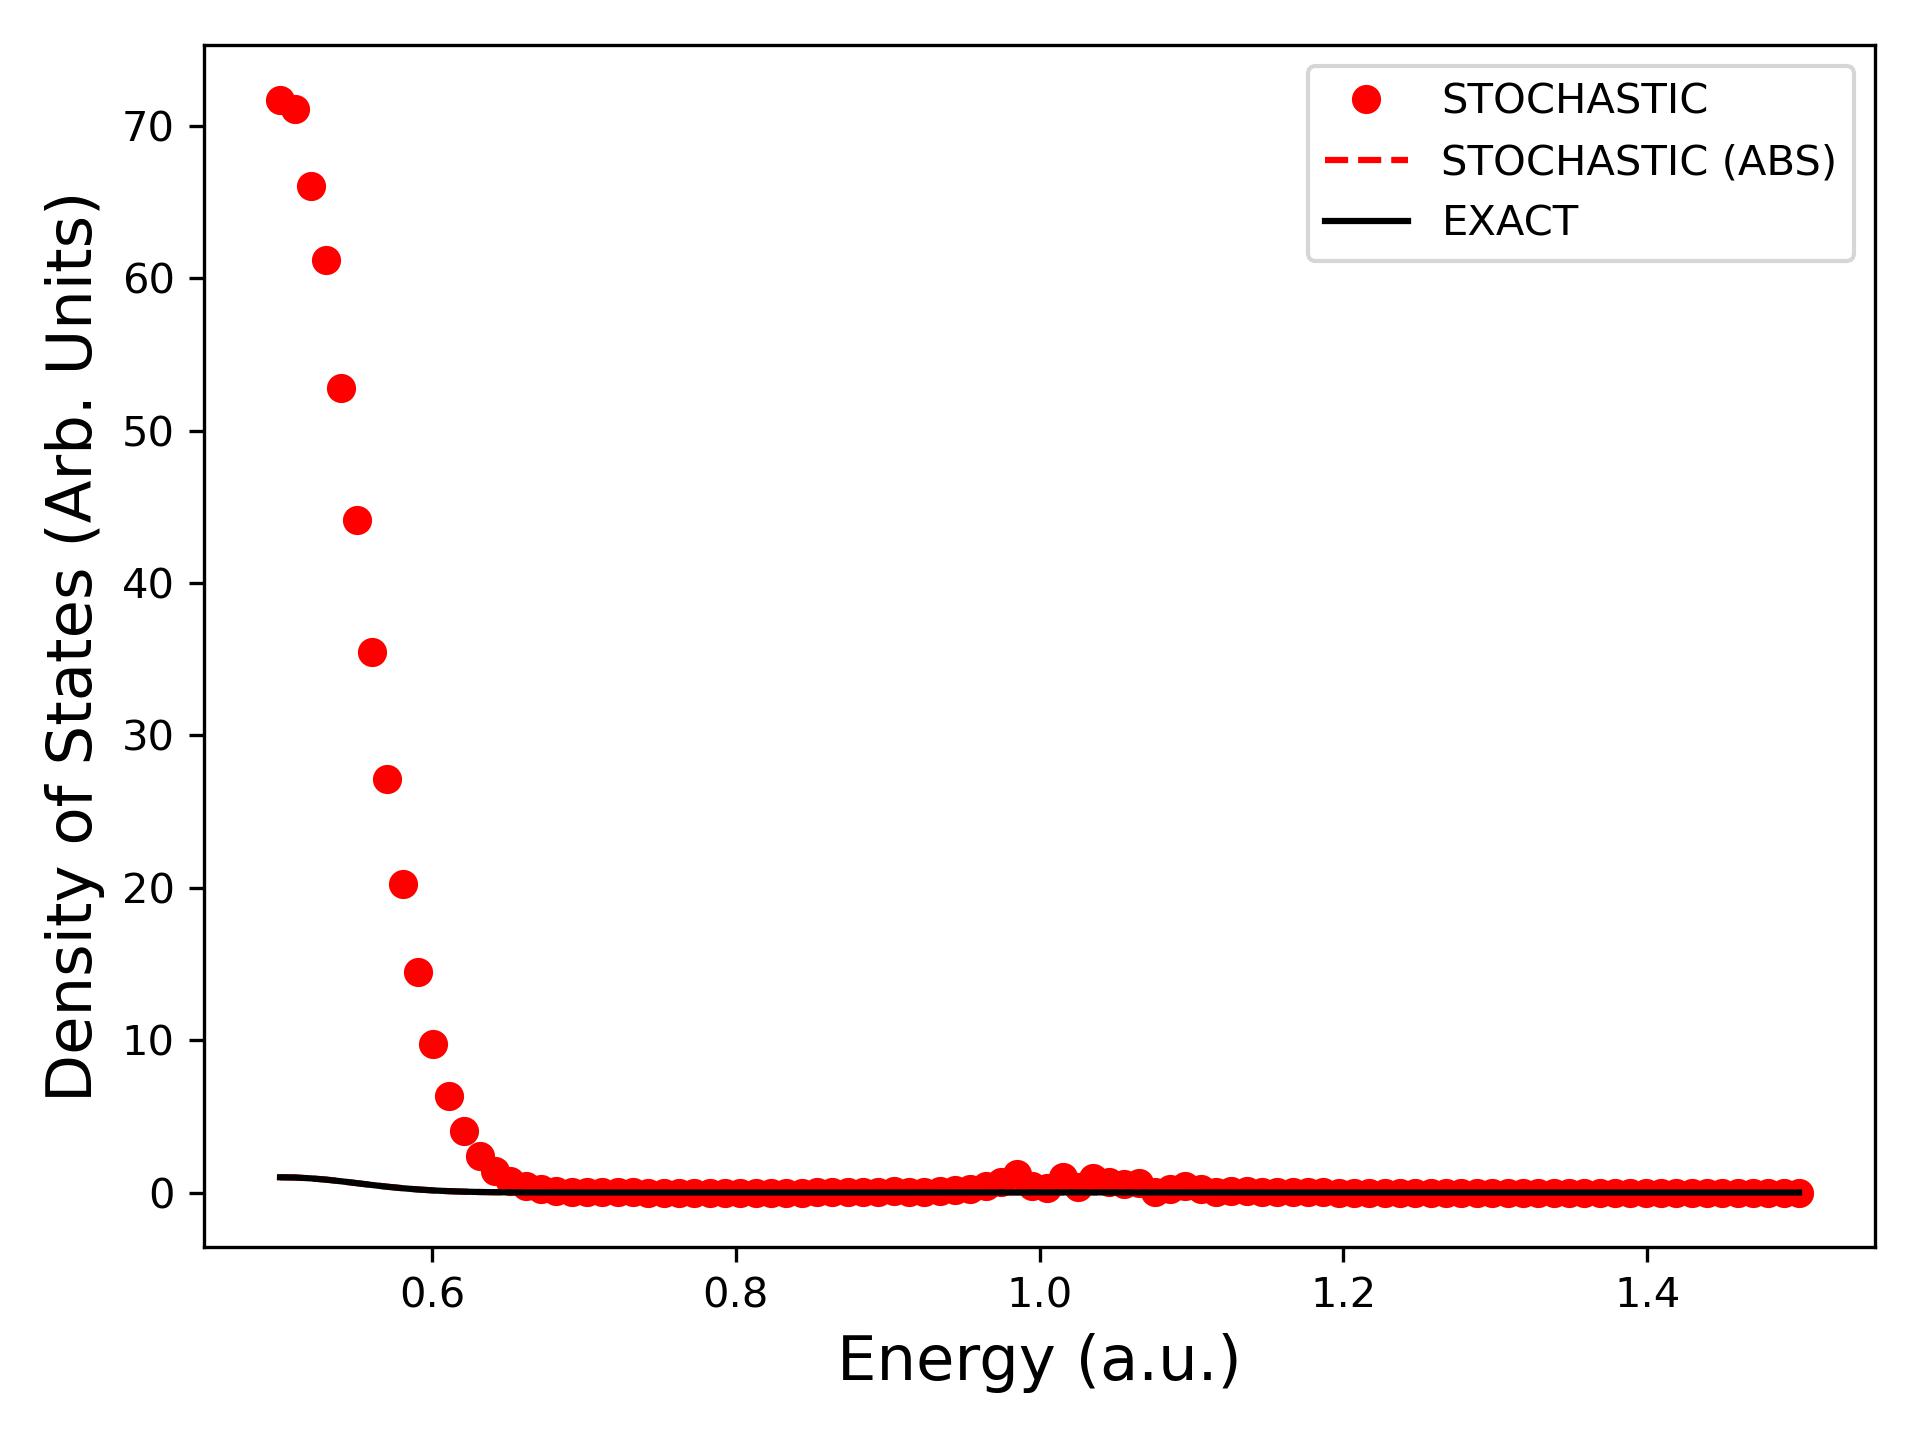 Density of States (Arb. Units)
70
60
50
40
30
20
10
0
STOCHASTIC
STOCHASTIC (ABS)
EXACT
0.6 0.8 1.0 1.2 1.4
Energy (a.u.)